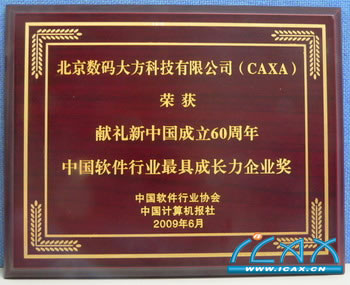 北京数码大方科技有限公司（CAXA）
荣获
献礼新中国成立60周年
中国软件行业最具成长力企业奖
中国软件行业协会
中国计算机报社
2009年6月
iCAX
WWW.ICAX.CN